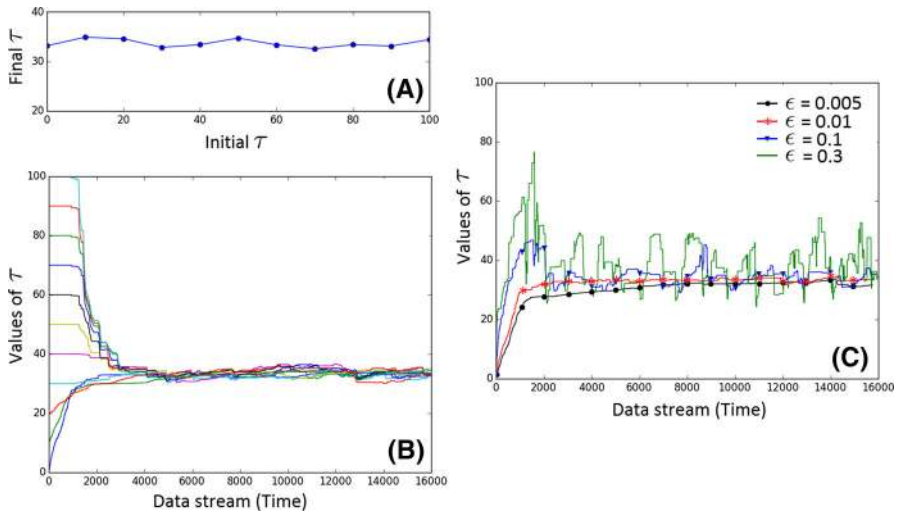 40
30
20
Final τ
0 20 40 60 80 100
Initial τ
(A)
100
80
60
40
20
0
Values of τ
0 2000 4000 6000 8000 10000 12000 14000 16000
Data stream (Time)
(B)
100
80
60
40
20
0
Values of τ
ϵ = 0.005
ϵ = 0.01
ϵ = 0.1
ϵ = 0.3
0 2000 4000 6000 8000 10000 12000 14000 16000
Data stream (Time)
(C)